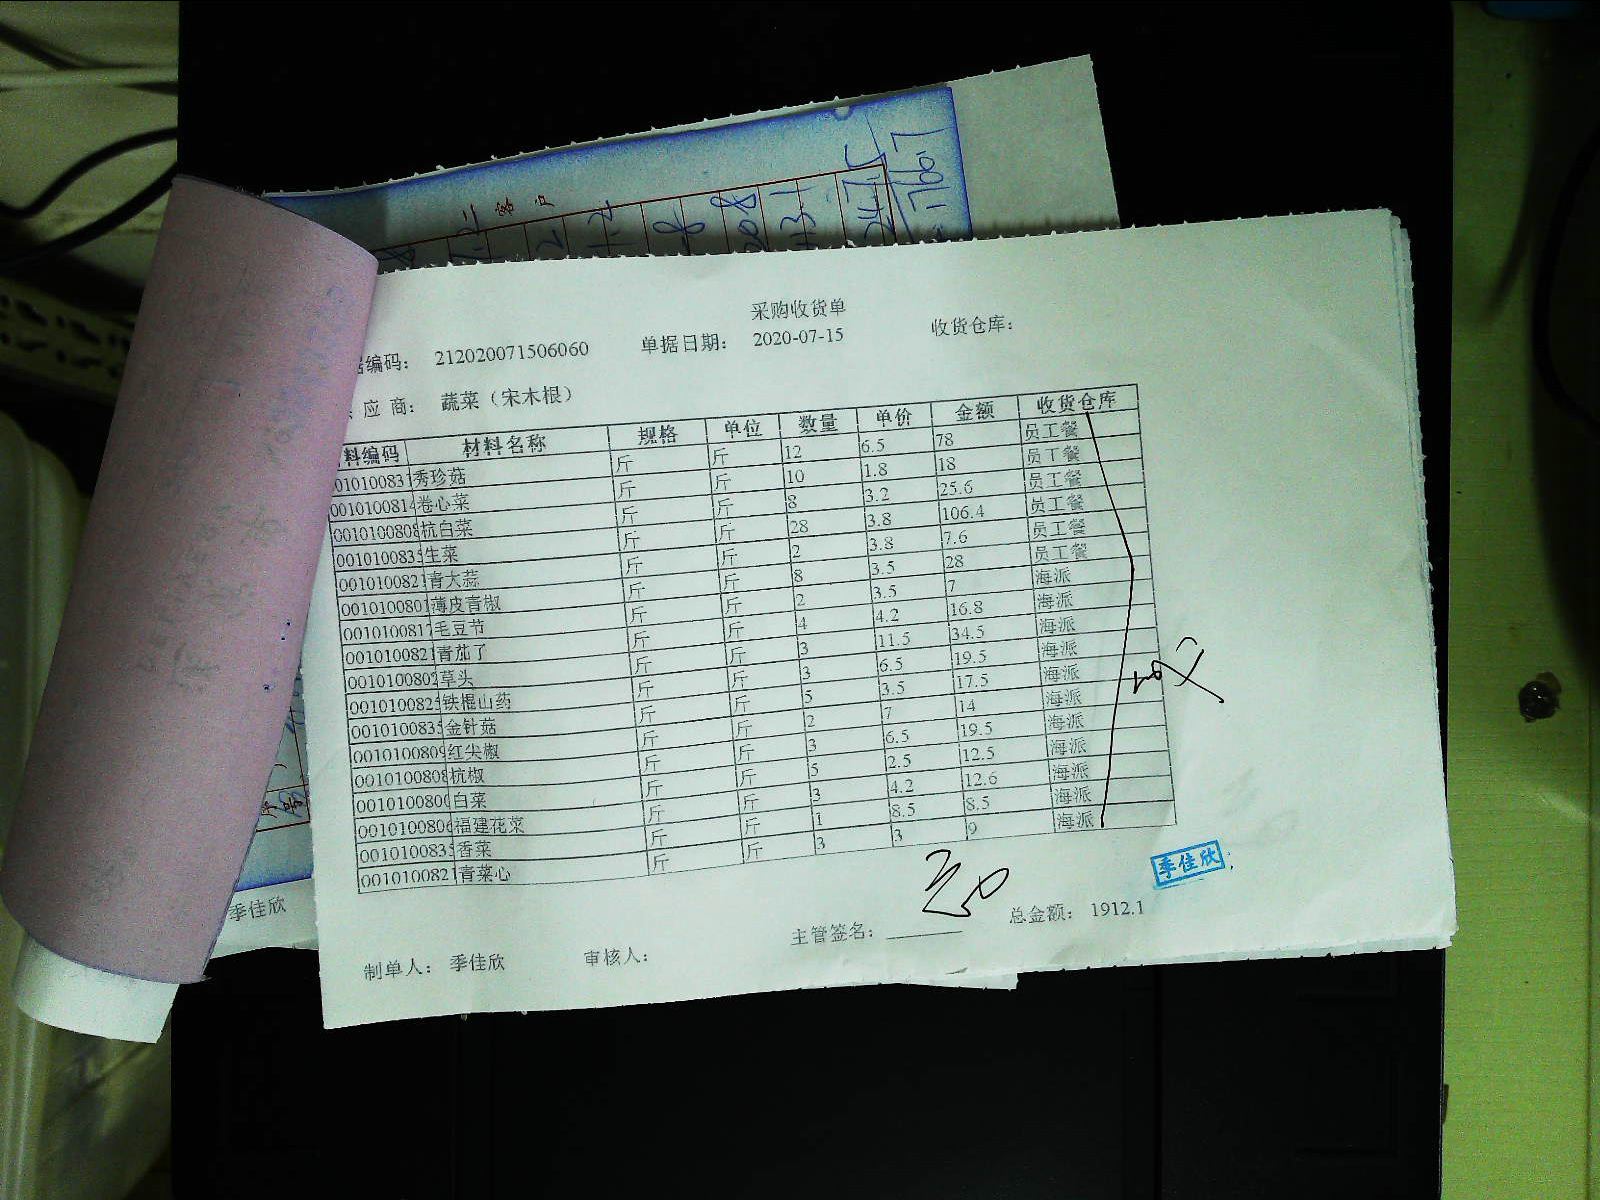 客户
1766.7
采购收货单
编码： 212020071506060 单据日期： 2020-07-15 收货仓库：
应商： 蔬菜（宋木根）
料编码 材料名称 规格 单位 数量 单价 金额 收货仓库
01010083 秀珍菇 斤 斤 12 6.5 78 员工餐
0010100814 卷心菜 斤 斤 10 1.8 18 员工餐
0010100808 杭白菜 斤 斤 8 3.2 25.6 员工餐
001010083 生菜 斤 斤 28 3.8 106.4 员工餐
001010082 青大蒜 斤 斤 2 3.8 7.6 员工餐
001010080 薄皮青椒 斤 斤 8 3.5 28 员工餐
001010081 毛豆节 斤 斤 2 3.5 7 海派
001010082 青茄了 斤 斤 4 4.2 16.8 海派
001010080 草头 斤 斤 3 11.5 34.5 海派
001010082 铁棍山药 斤 斤 3 6.5 19.5 海派
001010083 金针菇 斤 斤 5 3.5 17.5 海派
001010080 红尖椒 斤 斤 2 7 14 海派
001010080 杭椒 斤 斤 3 6.5 19.5 海派
001010080 白菜 斤 斤 5 2.5 12.5 海派
001010080 福建花菜 斤 斤 3 4.2 12.6 海派
001010083 香菜 斤 斤 1 8.5 8.5 海派
001010082 青菜心 斤 斤 3 3 9 海派
季佳欣
季佳欣
主管签名： 总金额： 1912.1
制单人： 季佳欣 审核人：